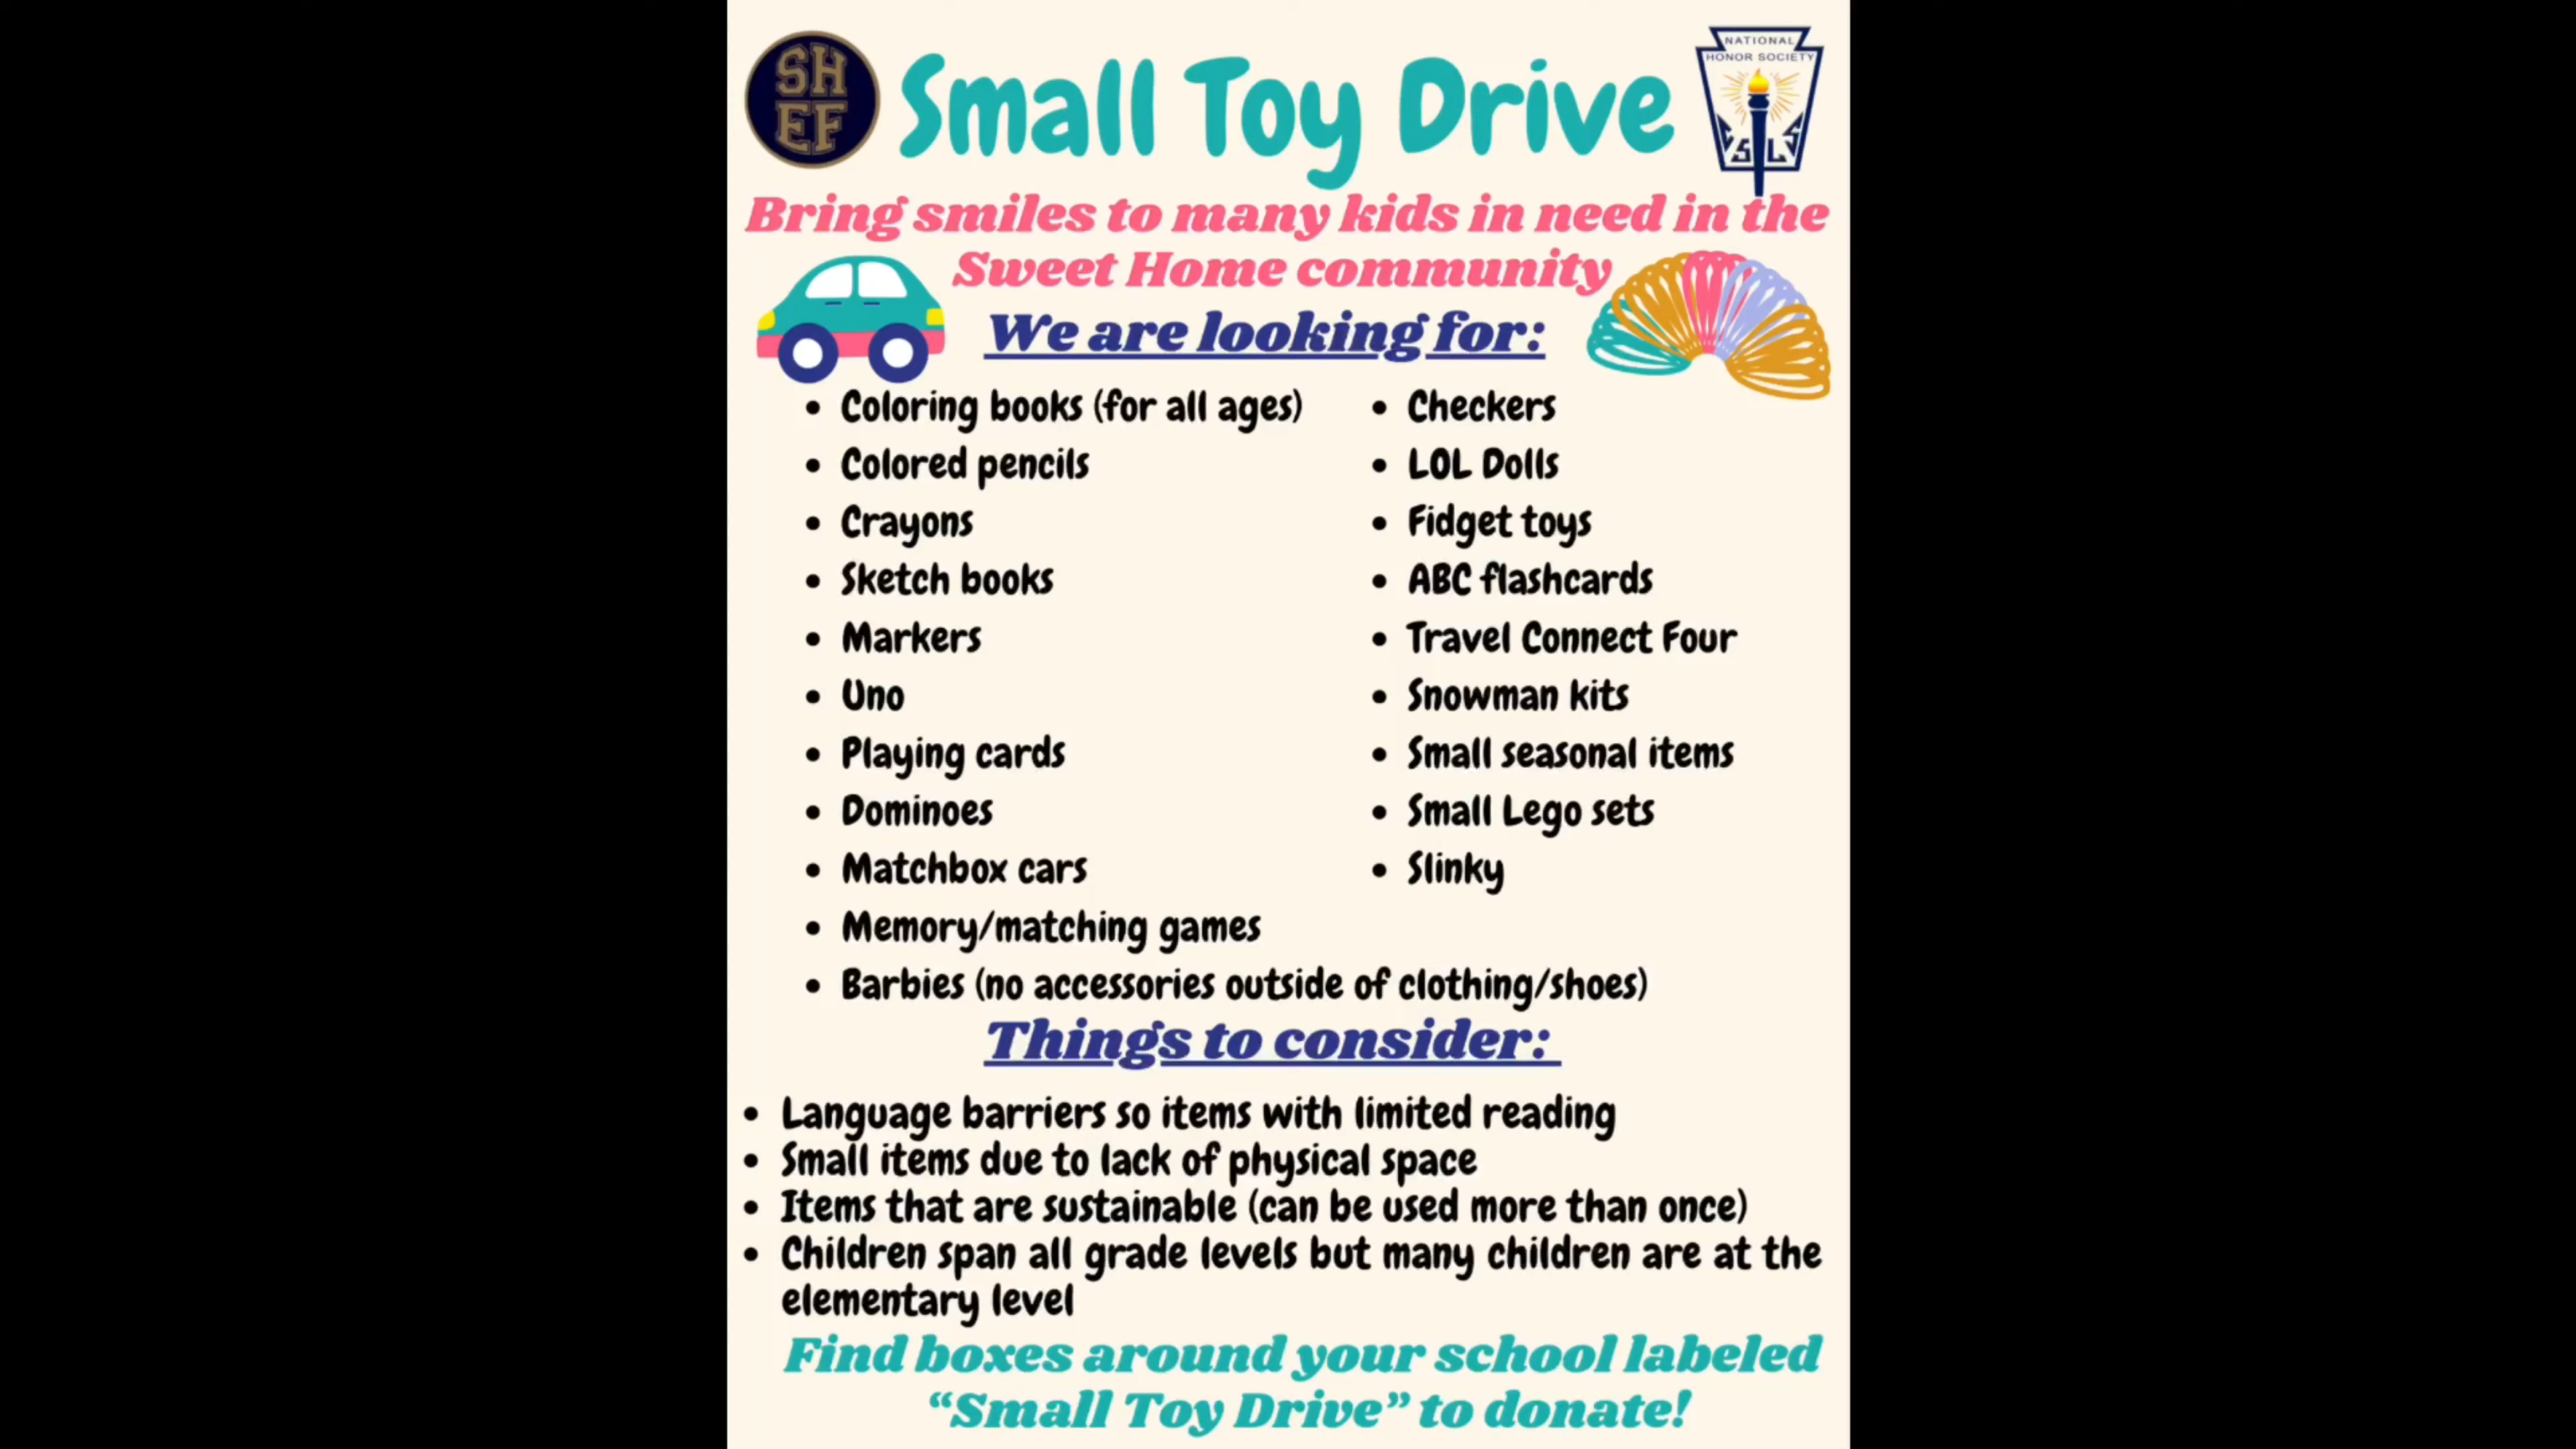 SH
EF
Small Toy Drive
NATIONAL
HONOR SOCIETY
CSLS
Bring smiles to many kids in need in the
Sweet Home community
We are looking for:
• Coloring books (for all ages)
• Colored pencils
• Crayons
• Sketch books
• Markers
• Uno
• Playing cards
• Dominoes
• Matchbox cars
• Memory/matching games
• Barbies (no accessories outside of clothing/shoes)
• Checkers
• LOL Dolls
• Fidget toys
• ABC flashcards
• Travel Connect Four
• Snowman kits
• Small seasonal items
• Small Lego sets
• Slinky
Things to consider:
• Language barriers so items with limited reading
• Small items due to lack of physical space
• Items that are sustainable (can be used more than once)
• Children span all grade levels but many children are at the
elementary level
Find boxes around your school labeled
“Small Toy Drive” to donate!